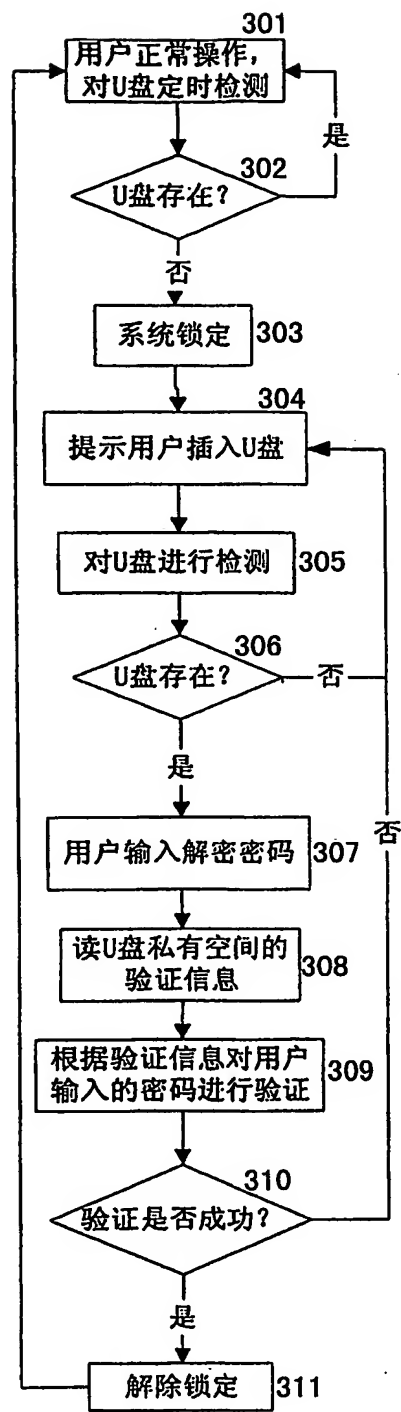 301
用户正常操作，
对U盘定时检测
是
302
U盘存在？
否
系统锁定
303
304
提示用户插入U盘
对U盘进行检测
305
306
U盘存在？
否
是
否
用户输入解密密码
307
读U盘私有空间的
验证信息
308
根据验证信息对用户
输入的密码进行验证
309
310
验证是否成功？
是
解除锁定
311